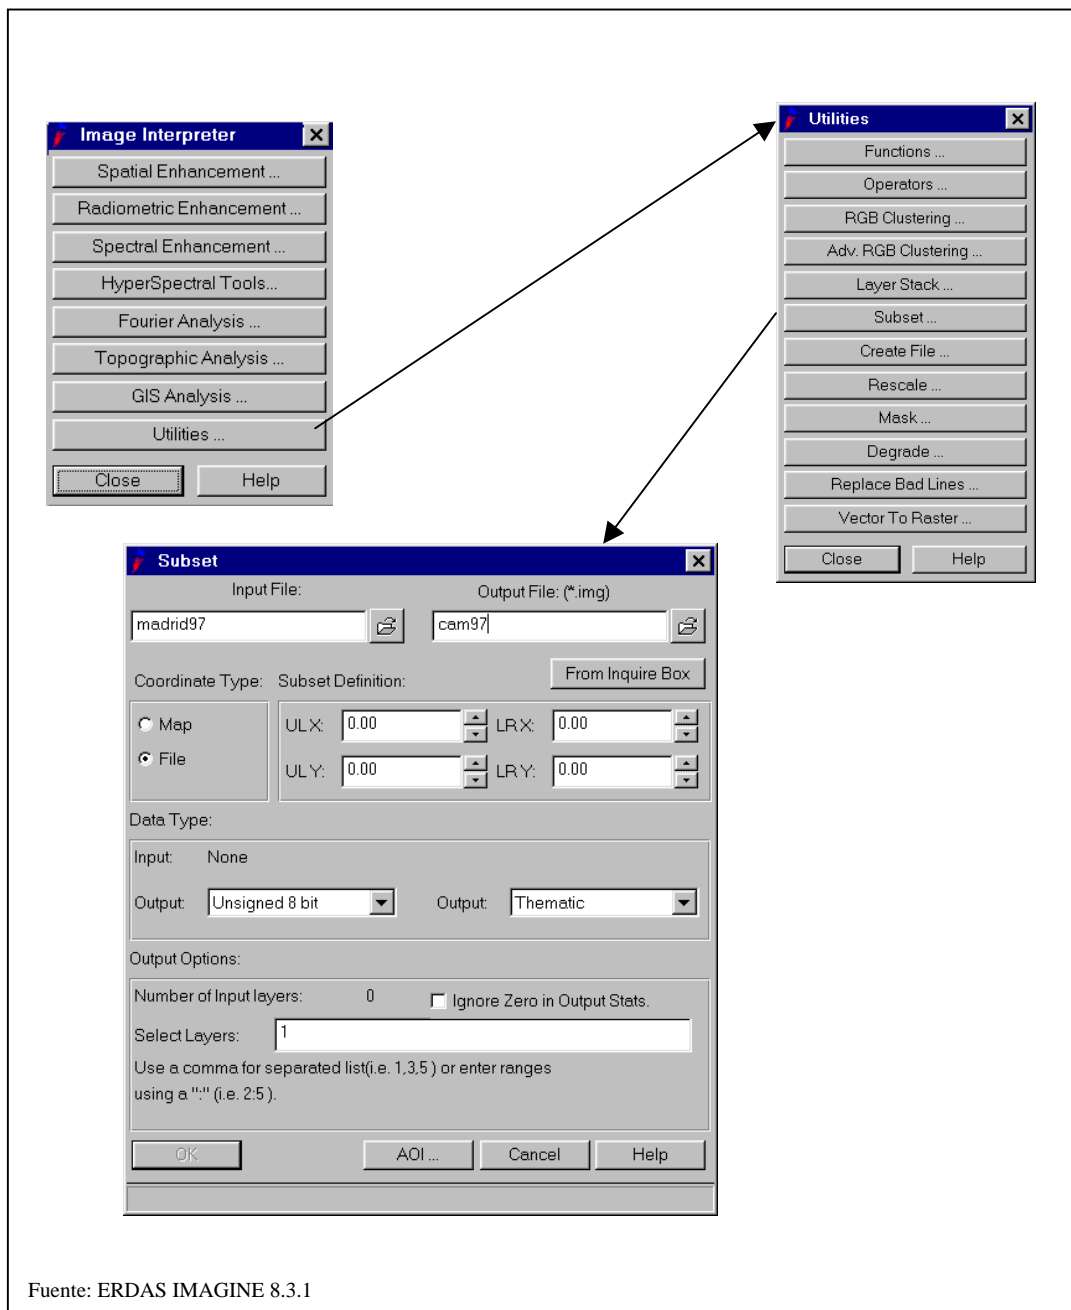 Image Interpreter
Spatial Enhancement ...
Radiometric Enhancement ...
Spectral Enhancement ...
HyperSpectral Tools...
Fourier Analysis ...
Topographic Analysis ...
GIS Analysis ...
Utilities ...
Close Help
Utilities
Functions ...
Operators ...
RGB Clustering ...
Adv. RGB Clustering ...
Layer Stack ...
Subset ...
Create File ...
Rescale ...
Mask ...
Degrade ...
Replace Bad Lines ...
Vector To Raster ...
Close Help
Subset
Input File: Output File: (*.img)
madrid97 cam97
From Inquire Box
Coordinate Type: Subset Definition:
Map ULX: 0.00 LRX: 0.00
File ULY: 0.00 LRY: 0.00
Data Type:
Input: None
Output: Unsigned 8 bit Output: Thematic
Output Options:
Number of Input layers: 0 Ignore Zero in Output Stats.
Select Layers: 1
Use a comma for separated list(i.e. 1,3,5 ) or enter ranges
using a ":" (i.e. 2:5 ).
OK AOI ... Cancel Help
Fuente: ERDAS IMAGINE 8.3.1